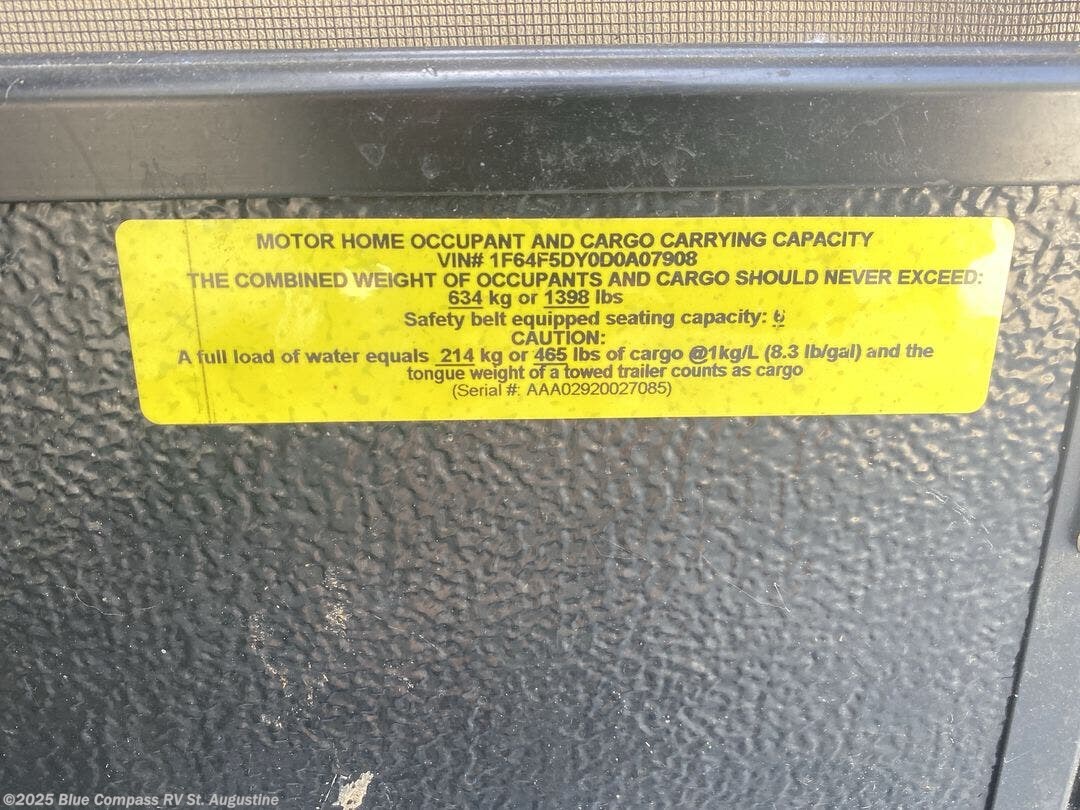 MOTOR HOME OCCUPANT AND CARGO CARRYING CAPACITY
VIN# 1F64F5DY0D0A07908
THE COMBINED WEIGHT OF OCCUPANTS AND CARGO SHOULD NEVER EXCEED:
634 kg or 1398 lbs
Safety belt equipped seating capacity:
CAUTION:
A full load of water equals 214 kg or 465 lbs of cargo @1kg/L (8.3 lb/gal) and the
tongue weight of a towed trailer counts as cargo
(Serial #: AAA02920027085)
©2025 Blue Compass RV St. Augustine